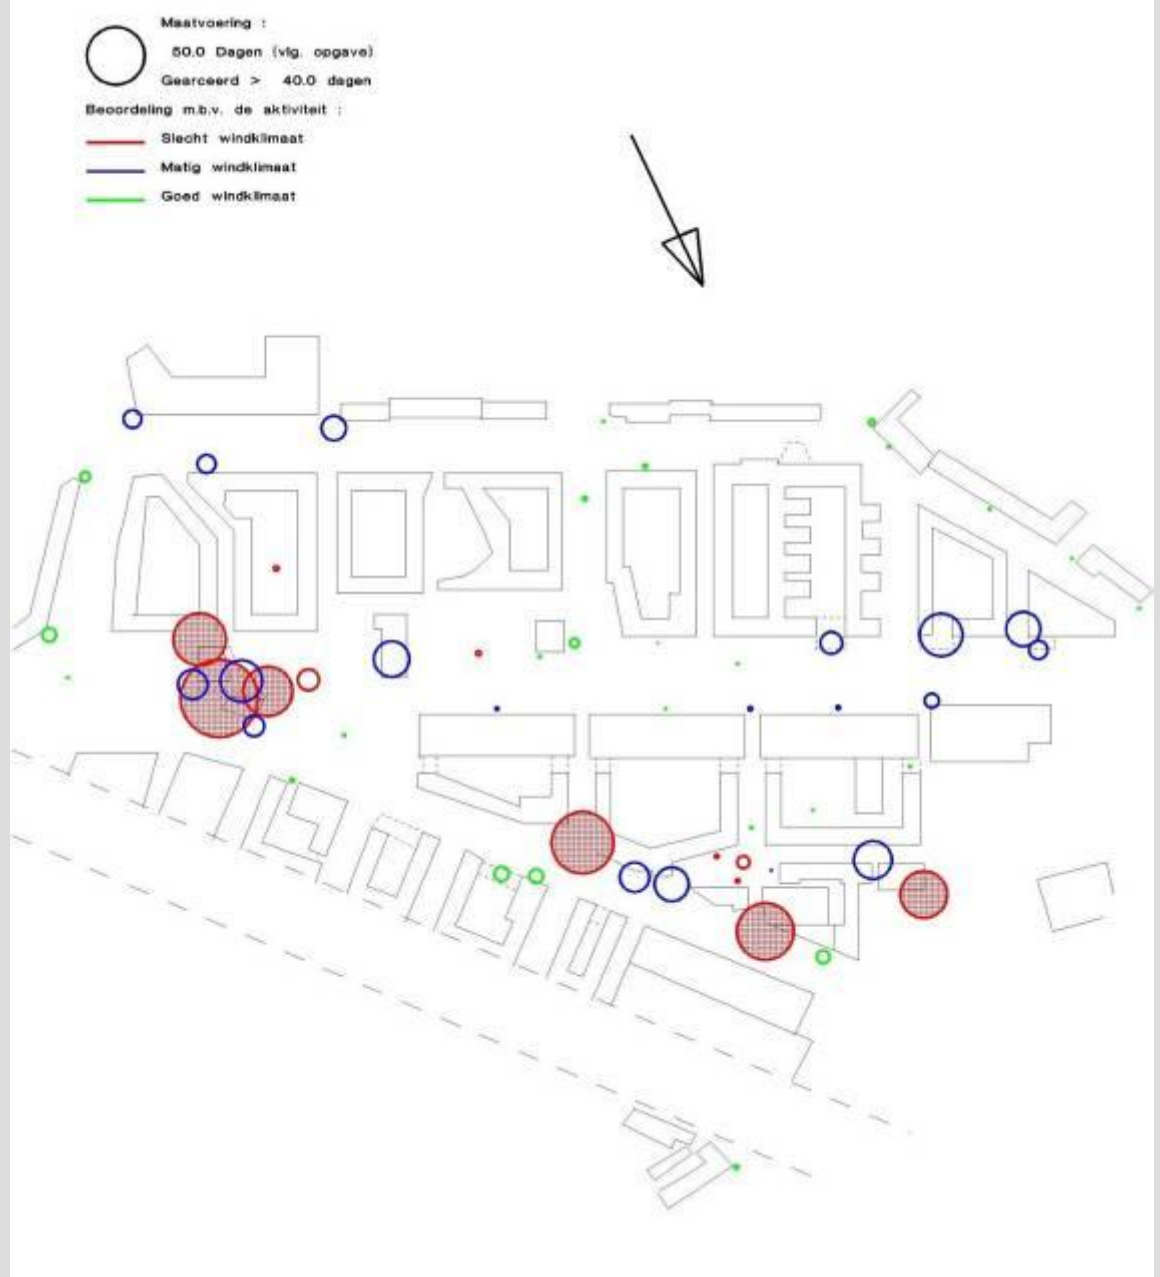 Maatvoering :
50.0 Dagen (vlg. opgave)
Gearceerd > 40.0 dagen
Beoordeling m.b.v. de aktiviteit :
Slecht windklimaat
Matig windklimaat
Goed windklimaat